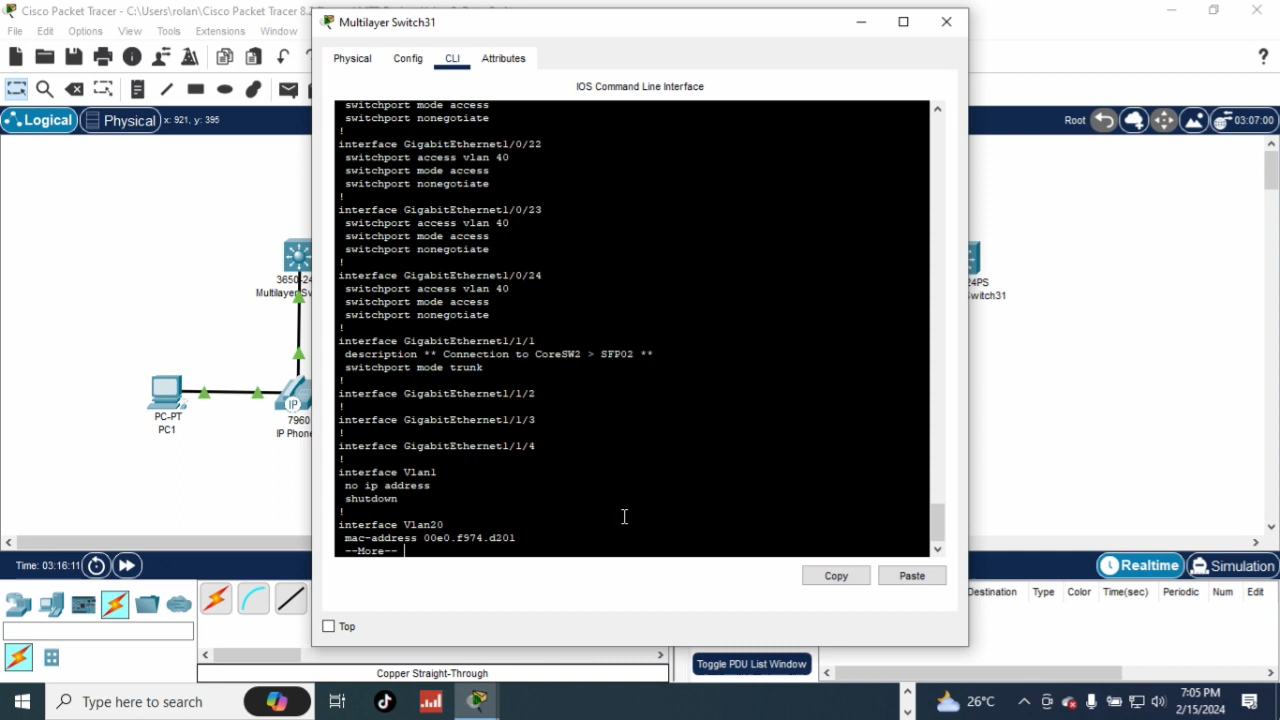 Cisco Packet Tracer - C:\Users\rolan\Cisco Packet Tracer 8.
Multilayer Switch31
File Edit Options View Tools Extensions Window
Physical Config CLI Attributes
IOS Command Line Interface
Logical Physical x: 921, y: 395
Root 03:07:00
switchport mode access
switchport nonegotiate
!
interface GigabitEthernet1/0/22
switchport access vlan 40
switchport mode access
switchport nonegotiate
!
interface GigabitEthernet1/0/23
switchport access vlan 40
switchport mode access
switchport nonegotiate
!
interface GigabitEthernet1/0/24
switchport access vlan 40
switchport mode access
switchport nonegotiate
!
interface GigabitEthernet1/1/1
description ** Connection to CoreSW2 > SFP02 **
switchport mode trunk
!
interface GigabitEthernet1/1/2
!
interface GigabitEthernet1/1/3
!
interface GigabitEthernet1/1/4
!
interface Vlan1
no ip address
shutdown
!
interface Vlan20
mac-address 00e0.f974.d201
--More--
3650-24
Multilayer Sw
24PS
witch31
PC-PT
PC1
IP
7960
IP Phone
Copy Paste
Top
Time: 03:16:11
Realtime Simulation
Destination Type Color Time(sec) Periodic Num Edit
Copper Straight-Through
Toggle PDU List Window
Type here to search
26°C
7:05 PM
2/15/2024